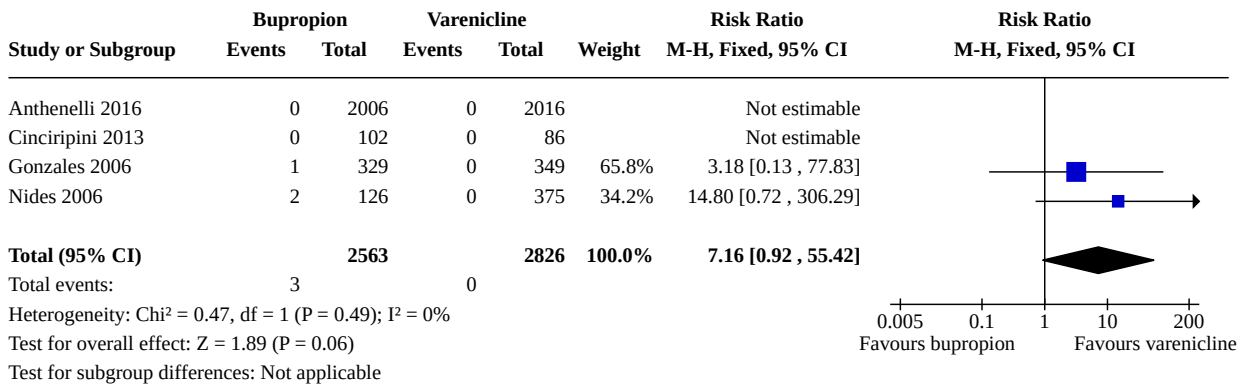 Bupropion Varenicline Risk Ratio Risk Ratio
Study or Subgroup Events Total Events Total Weight M-H, Fixed, 95% CI M-H, Fixed, 95% CI
Anthenelli 2016 0 2006 0 2016 Not estimable
Cinciripini 2013 0 102 0 86 Not estimable
Gonzales 2006 1 329 0 349 65.8% 3.18 [0.13 , 77.83]
Nides 2006 2 126 0 375 34.2% 14.80 [0.72 , 306.29]
Total (95% CI) 2563 2826 100.0% 7.16 [0.92 , 55.42]
Total events: 3 0
Heterogeneity: Chi² = 0.47, df = 1 (P = 0.49); I² = 0% 0.005 0.1 1 10 200
Test for overall effect: Z = 1.89 (P = 0.06) Favours bupropion Favours varenicline
Test for subgroup differences: Not applicable